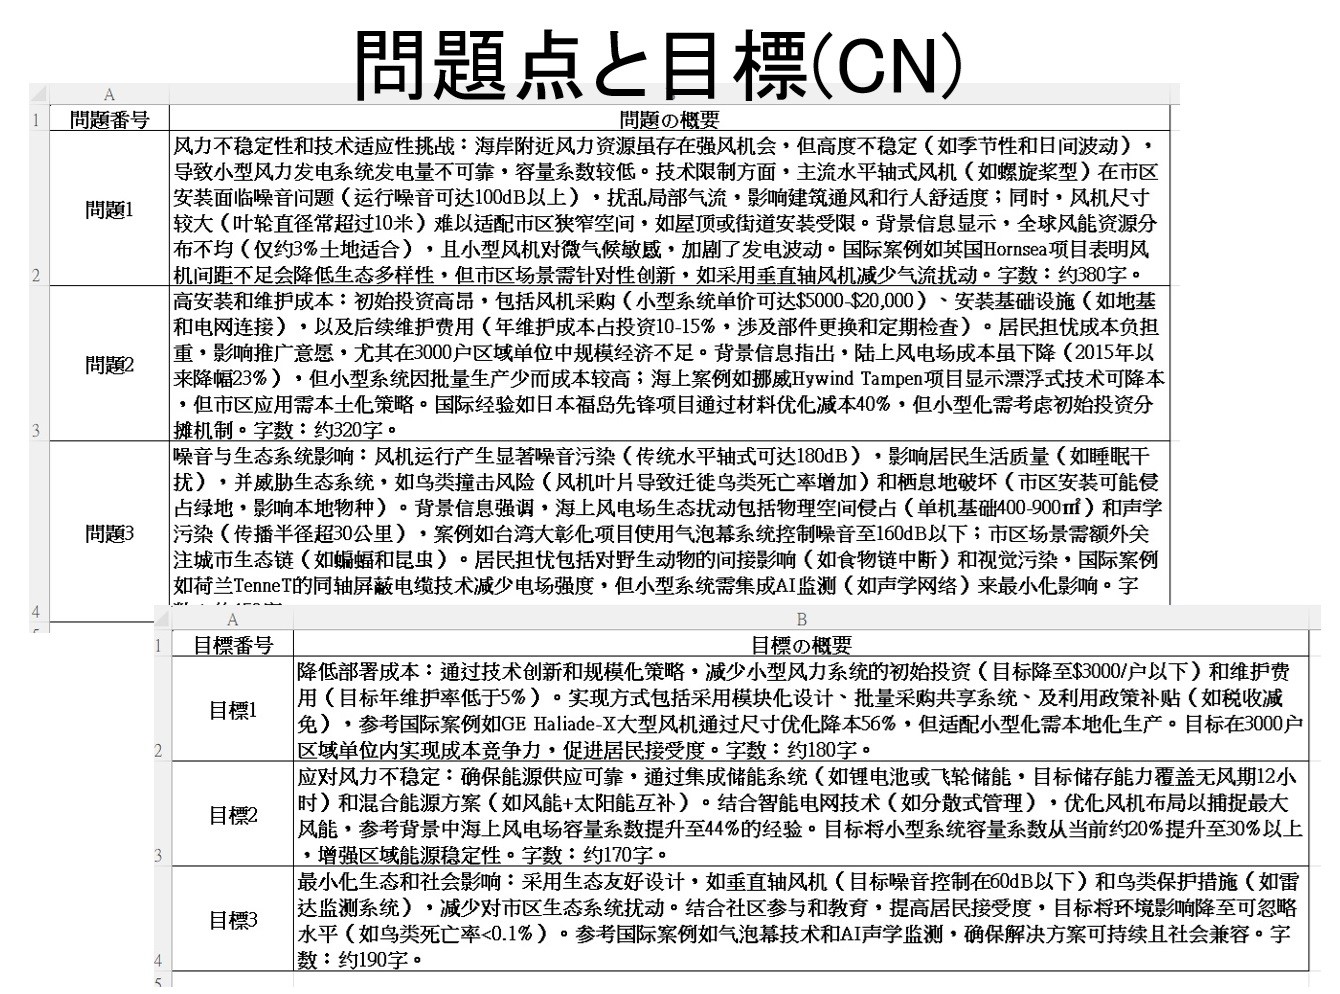 問題点と目標(CN)
A
1 問題番号 問題の概要
风力不稳定性和技术适应性挑战：海岸附近风力资源虽存在强风机会，但高度不稳定（如季节性和日间波动），
导致小型风力发电系统发电量不可靠，容量系数较低。技术限制方面，主流水平轴式风机（如螺旋桨型）在市区
安装面临噪音问题（运行噪音可达100dB以上），扰乱局部气流，影响建筑通风和行人舒适度；同时，风机尺寸
問題1
较大（叶轮直径常超过10米）难以适配市区狭窄空间，如屋顶或街道安装受限。背景信息显示，全球风能资源分
布不均（仅约3%土地适合），且小型风机对微气候敏感，加剧了发电波动。国际案例如英国Hornsea项目表明风
2 机间距不足会降低生态多样性，但市区场景需针对性创新，如采用垂直轴风机减少气流扰动。字数：约380字。
高安装和维护成本：初始投资高昂，包括风机采购（小型系统单价可达$5000-$20,000）、安装基础设施（如地基
和电网连接），以及后续维护费用（年维护成本占投资10-15%，涉及部件更换和定期检查）。居民担忧成本负担
問題2 重，影响推广意愿，尤其在3000户区域单位中规模经济不足。背景信息指出，陆上风电场成本虽下降（2015年以
来降幅23%），但小型系统因批量生产少而成本较高；海上案例如挪威Hywind Tampen项目显示漂浮式技术可降本
，但市区应用需本土化策略。国际经验如日本福岛先锋项目通过材料优化减本40%，但小型化需考虑初始投资分
3 摊机制。字数：约320字。
噪音与生态系统影响：风机运行产生显著噪音污染（传统水平轴式可达180dB），影响居民生活质量（如睡眠干
扰），并威胁生态系统，如鸟类撞击风险（风机叶片导致迁徙鸟类死亡率增加）和栖息地破坏（市区安装可能侵
占绿地，影响本地物种）。背景信息强调，海上风电场生态扰动包括物理空间侵占（单机基础400-900㎡）和声学
問題3 污染（传播半径超30公里），案例如台湾大彰化项目使用气泡幕系统控制噪音至160dB以下；市区场景需额外关
注城市生态链（如蝙蝠和昆虫）。居民担忧包括对野生动物的间接影响（如食物链中断）和视觉污染，国际案例
如荷兰TenneT的同轴屏蔽电缆技术减少电场强度，但小型系统需集成AI监测（如声学网络）来最小化影响。字
4
A B
1 目標番号 目標の概要
降低部署成本：通过技术创新和规模化策略，减少小型风力系统的初始投资（目标降至$3000/户以下）和维护费
用（目标年维护率低于5%）。实现方式包括采用模块化设计、批量采购共享系统、及利用政策补贴（如税收减
目標1
免），参考国际案例如GE Haliade-X大型风机通过尺寸优化降本56%，但适配小型化需本地化生产。目标在3000户
2 区域单位内实现成本竞争力，促进居民接受度。字数：约180字。
应对风力不稳定：确保能源供应可靠，通过集成储能系统（如锂电池或飞轮储能，目标储存能力覆盖无风期12小
时）和混合能源方案（如风能+太阳能互补）。结合智能电网技术（如分散式管理），优化风机布局以捕捉最大
目標2
风能，参考背景中海上风电场容量系数提升至44%的经验。目标将小型系统容量系数从当前约20%提升至30%以上
3 ，增强区域能源稳定性。字数：约170字。
最小化生态和社会影响：采用生态友好设计，如垂直轴风机（目标噪音控制在60dB以下）和鸟类保护措施（如雷
达监测系统），减少对市区生态系统扰动。结合社区参与和教育，提高居民接受度，目标将环境影响降至可忽略
目標3
水平（如鸟类死亡率<0.1%）。参考国际案例如气泡幕技术和AI声学监测，确保解决方案可持续且社会兼容。字
4 数：约190字。
5